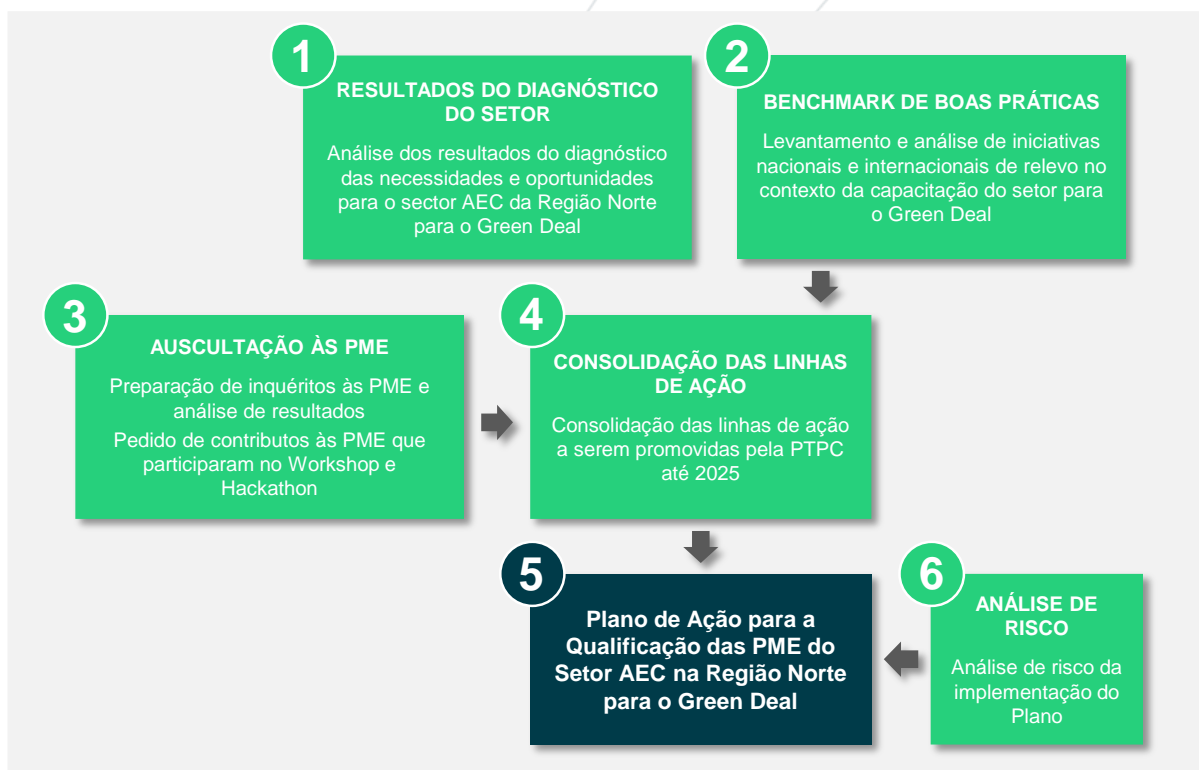 1
RESULTADOS DO DIAGNÓSTICO
DO SETOR
Análise dos resultados do diagnóstico
das necessidades e oportunidades
para o sector AEC da Região Norte
para o Green Deal
2
BENCHMARK DE BOAS PRÁTICAS
Levantamento e análise de iniciativas
nacionais e internacionais de relevo no
contexto da capacitação do setor para
o Green Deal
3
AUSCULTAÇÃO ÀS PME
Preparação de inquéritos às PME e
análise de resultados
Pedido de contributos às PME que
participaram no Workshop e
Hackathon
4
CONSOLIDAÇÃO DAS LINHAS
DE AÇÃO
Consolidação das linhas de ação
a serem promovidas pela PTPC
até 2025
5
Plano de Ação para a
Qualificação das PME do
Setor AEC na Região Norte
para o Green Deal
6
ANÁLISE DE
RISCO
Análise de risco da
implementação do
Plano